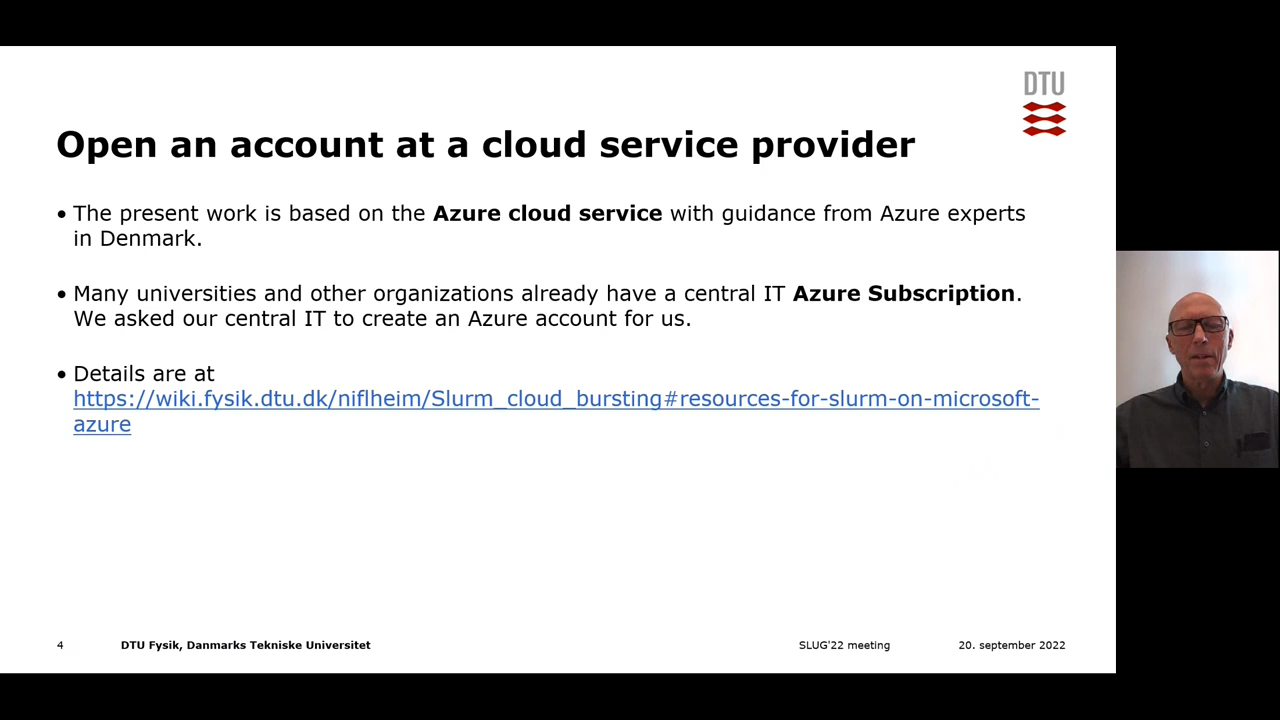 DTU
Open an account at a cloud service provider
• The present work is based on the Azure cloud service with guidance from Azure experts
in Denmark.
• Many universities and other organizations already have a central IT Azure Subscription.
We asked our central IT to create an Azure account for us.
• Details are at
https://wiki.fysik.dtu.dk/niflheim/Slurm_cloud_bursting#resources-for-slurm-on-microsoft-
azure
4 DTU Fysik, Danmarks Tekniske Universitet SLUG'22 meeting 20. september 2022